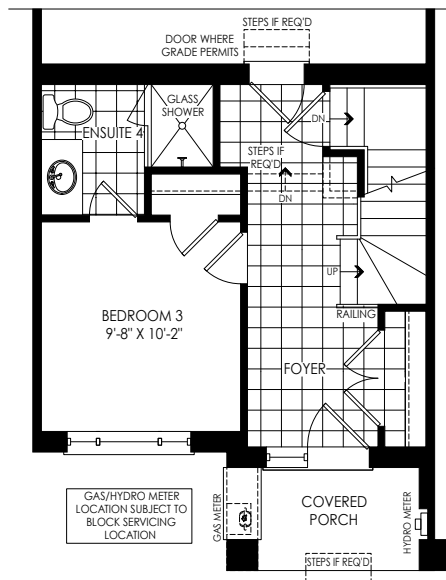 STEPS IF REQ'D
DOOR WHERE
GRADE PERMITS
GLASS
SHOWER
ENSUITE 4
DN
STEPS IF
REQ'D
DN
UP
RAILING
BEDROOM 3
9'-8" X 10'-2"
FOYER
GAS/HYDRO METER
LOCATION SUBJECT TO
BLOCK SERVICING
LOCATION
GAS METER
COVERED
PORCH
HYDRO METER
STEPS IF REQ'D